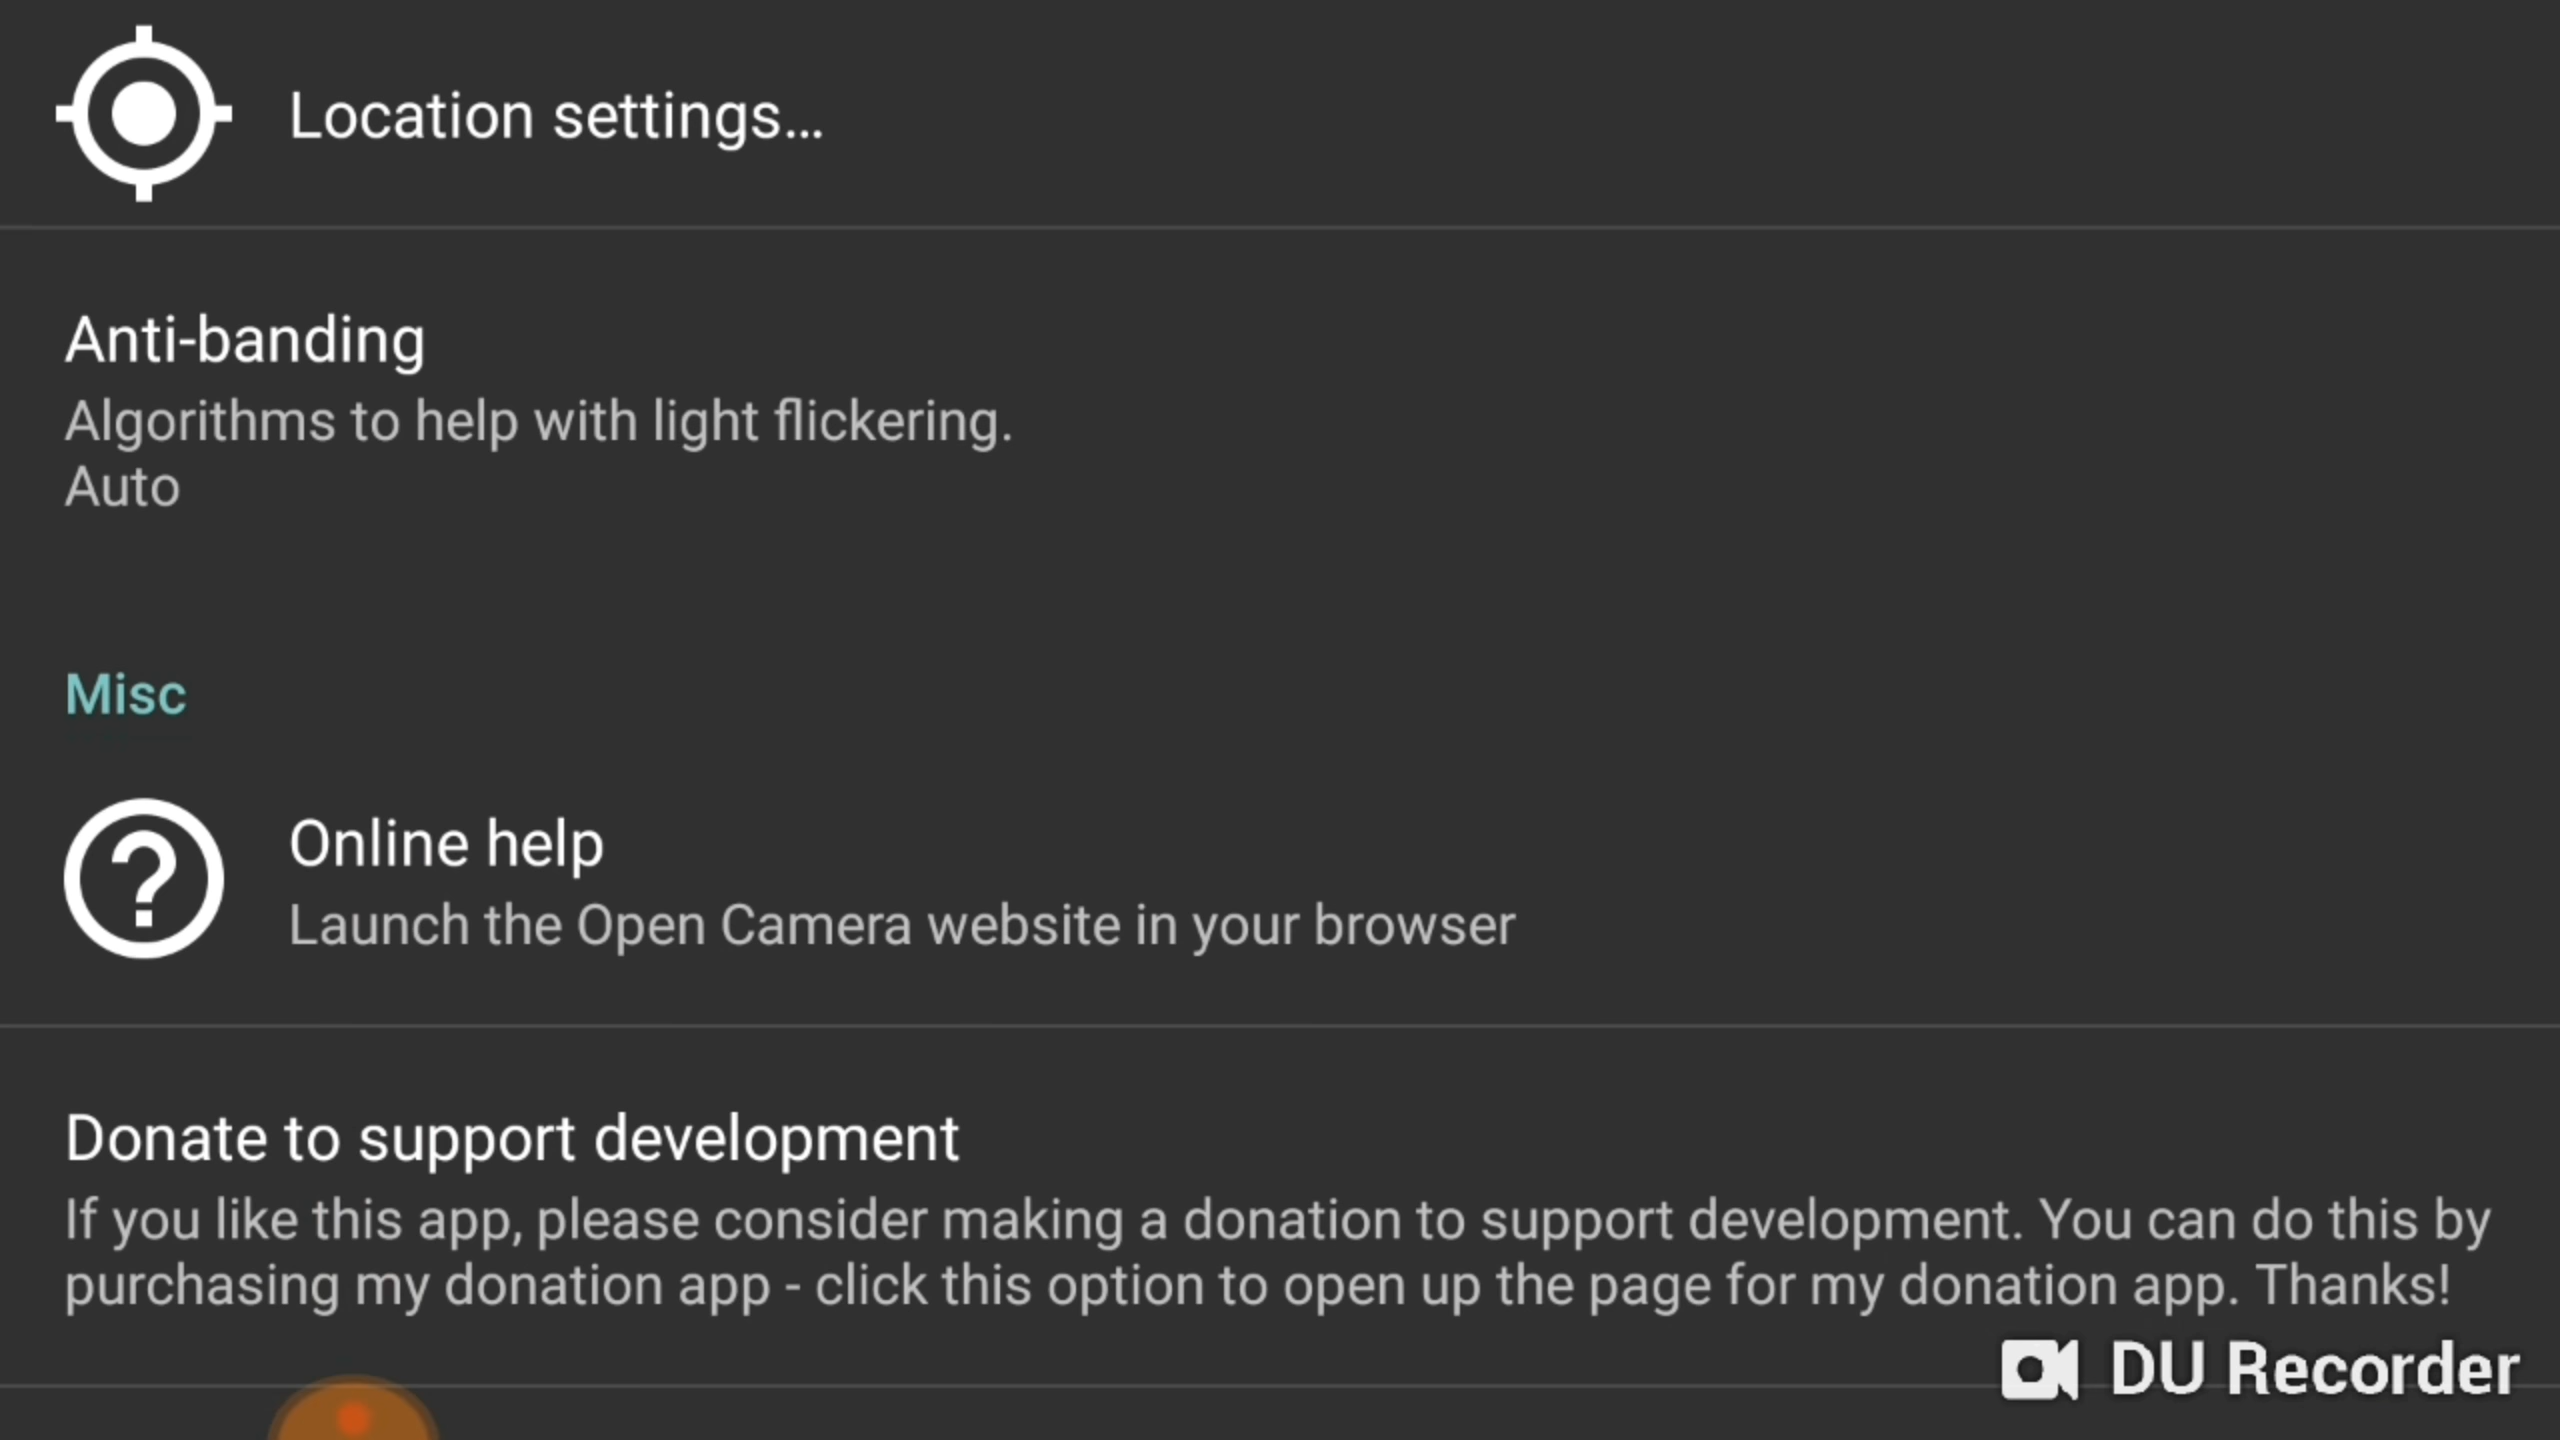 Location settings...
Anti-banding
Algorithms to help with light flickering.
Auto
Misc
Online help
Launch the Open Camera website in your browser
Donate to support development
If you like this app, please consider making a donation to support development. You can do this by
purchasing my donation app - click this option to open up the page for my donation app. Thanks!
DU Recorder